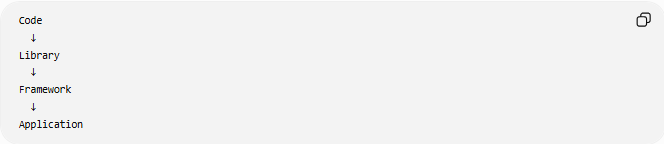 Code
↓
Library
↓
Framework
↓
Application